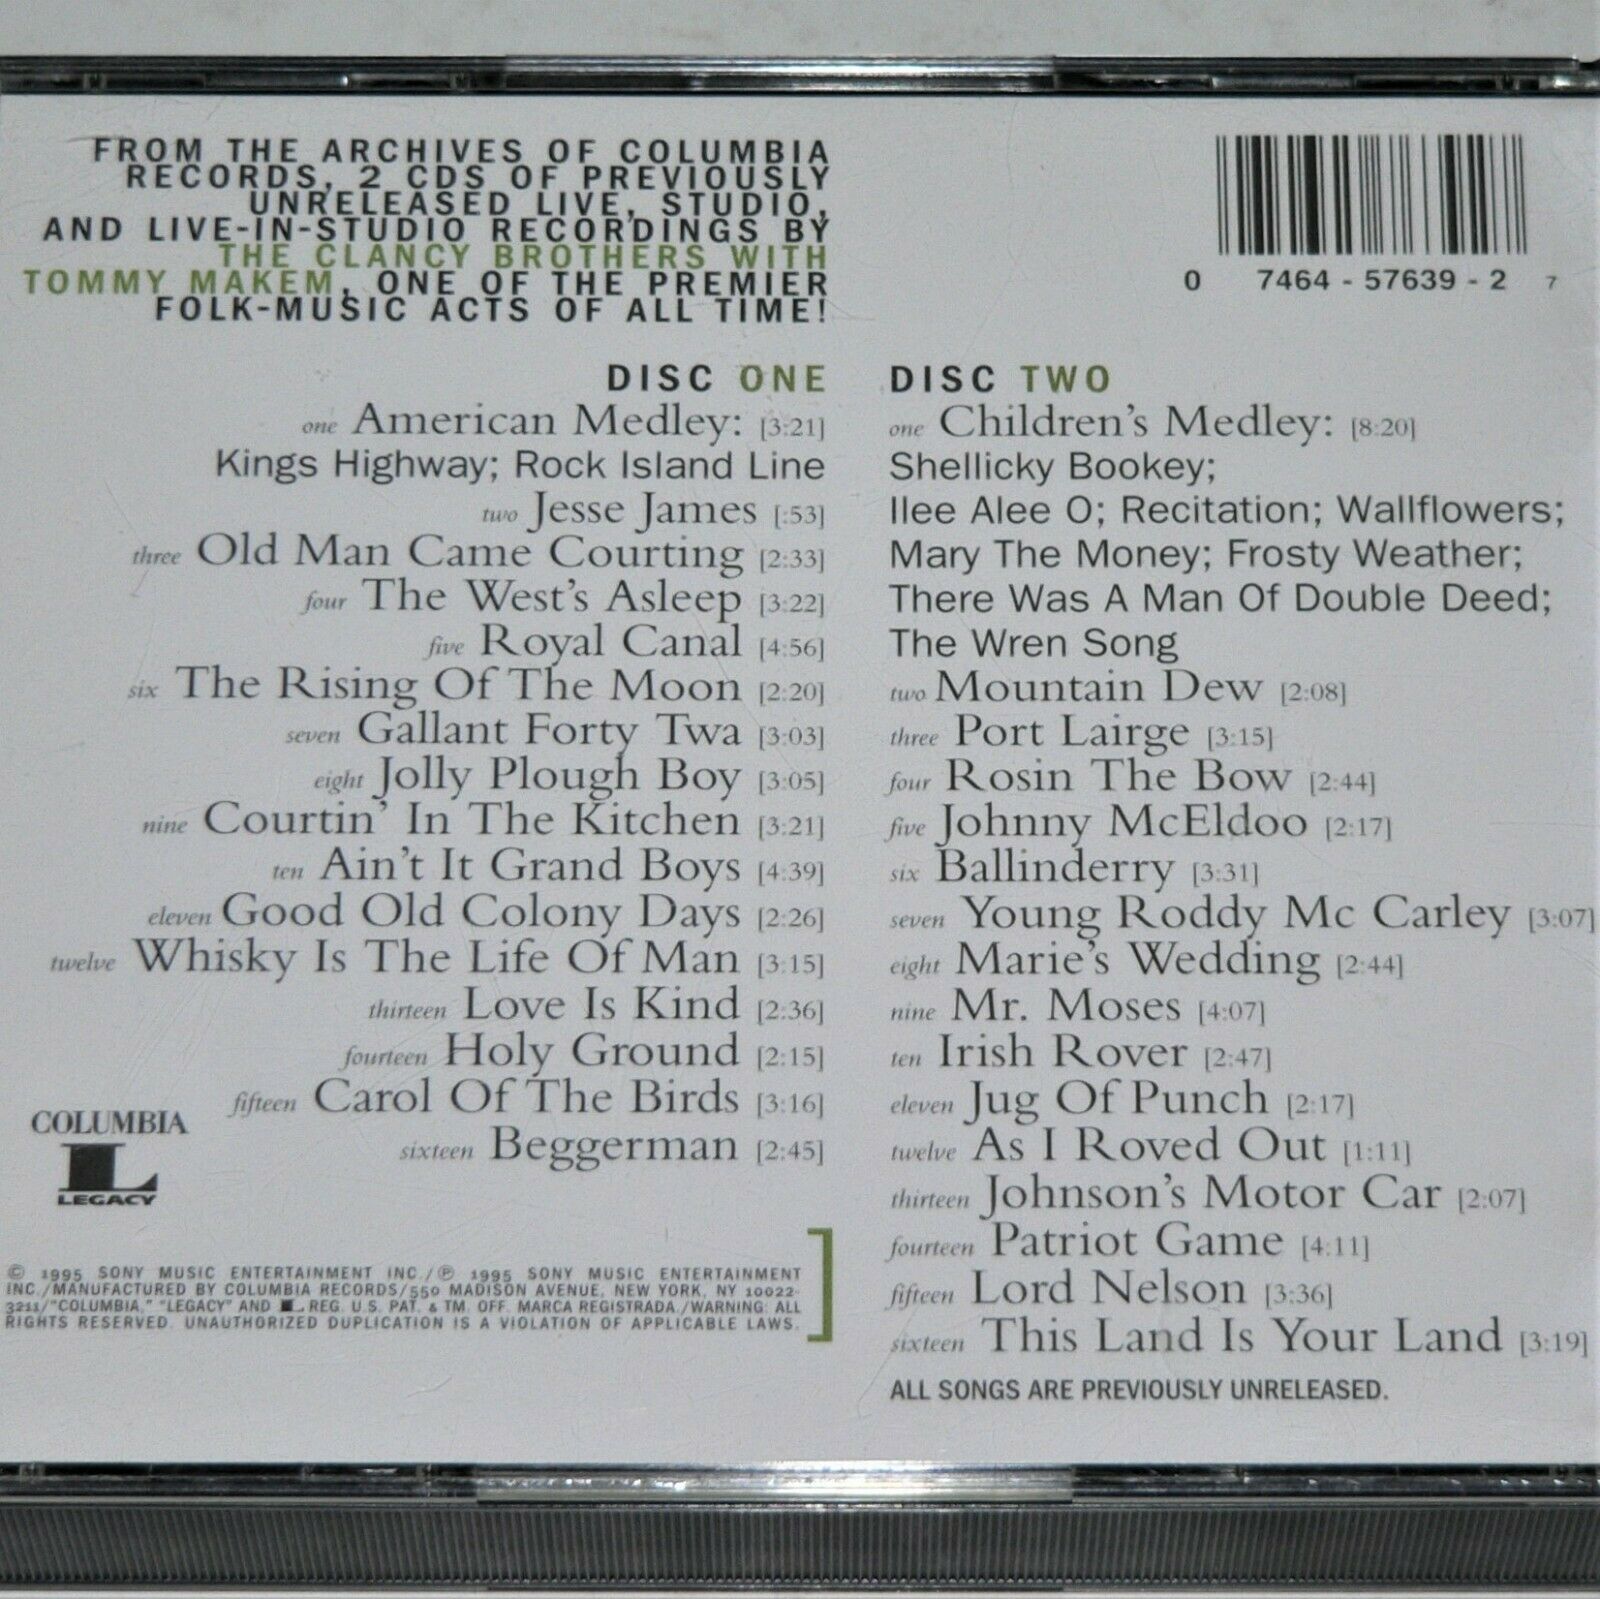 FROM THE ARCHIVES OF COLUMBIA
RECORDS, 2 CDS OF PREVIOUSLY
UNRELEASED LIVE, STUDIO,
AND LIVE-IN-STUDIO RECORDINGS BY
THE CLANCY BROTHERS WITH
TOMMY MAKEM, ONE OF THE PREMIER
FOLK-MUSIC ACTS OF ALL TIME!
0 7464 - 57639 - 2 7
DISC ONE
one American Medley: [3:21]
Kings Highway; Rock Island Line
two Jesse James [:53]
three Old Man Came Courting [2:33]
four The West's Asleep [3:22]
five Royal Canal [4:56]
six The Rising Of The Moon [2:20]
seven Gallant Forty Twa [3:03]
eight Jolly Plough Boy [3:05]
nine Courtin' In The Kitchen [3:21]
ten Ain't It Grand Boys [4:39]
eleven Good Old Colony Days [2:26]
twelve Whisky Is The Life Of Man [3:15]
thirteen Love Is Kind [2:36]
fourteen Holy Ground [2:15]
fifteen Carol Of The Birds [3:16]
sixteen Beggerman [2:45]
COLUMBIA
L
LEGACY
© 1995 SONY MUSIC ENTERTAINMENT INC./℗ 1995 SONY MUSIC ENTERTAINMENT
INC./MANUFACTURED BY COLUMBIA RECORDS/550 MADISON AVENUE, NEW YORK, NY 10022-
3211/"COLUMBIA," "LEGACY" AND L REG. U.S. PAT. & TM. OFF. MARCA REGISTRADA./WARNING: ALL
RIGHTS RESERVED. UNAUTHORIZED DUPLICATION IS A VIOLATION OF APPLICABLE LAWS.
DISC TWO
one Children's Medley: [8:20]
Shellicky Bookey;
Ilee Alee O; Recitation; Wallflowers;
Mary The Money; Frosty Weather;
There Was A Man Of Double Deed;
The Wren Song
two Mountain Dew [2:08]
three Port Lairge [3:15]
four Rosin The Bow [2:44]
five Johnny McEldoo [2:17]
six Ballinderry [3:31]
seven Young Roddy Mc Carley [3:07]
eight Marie's Wedding [2:44]
nine Mr. Moses [4:07]
ten Irish Rover [2:47]
eleven Jug Of Punch [2:17]
twelve As I Roved Out [1:11]
thirteen Johnson's Motor Car [2:07]
fourteen Patriot Game [4:11]
fifteen Lord Nelson [3:36]
sixteen This Land Is Your Land [3:19]
ALL SONGS ARE PREVIOUSLY UNRELEASED.